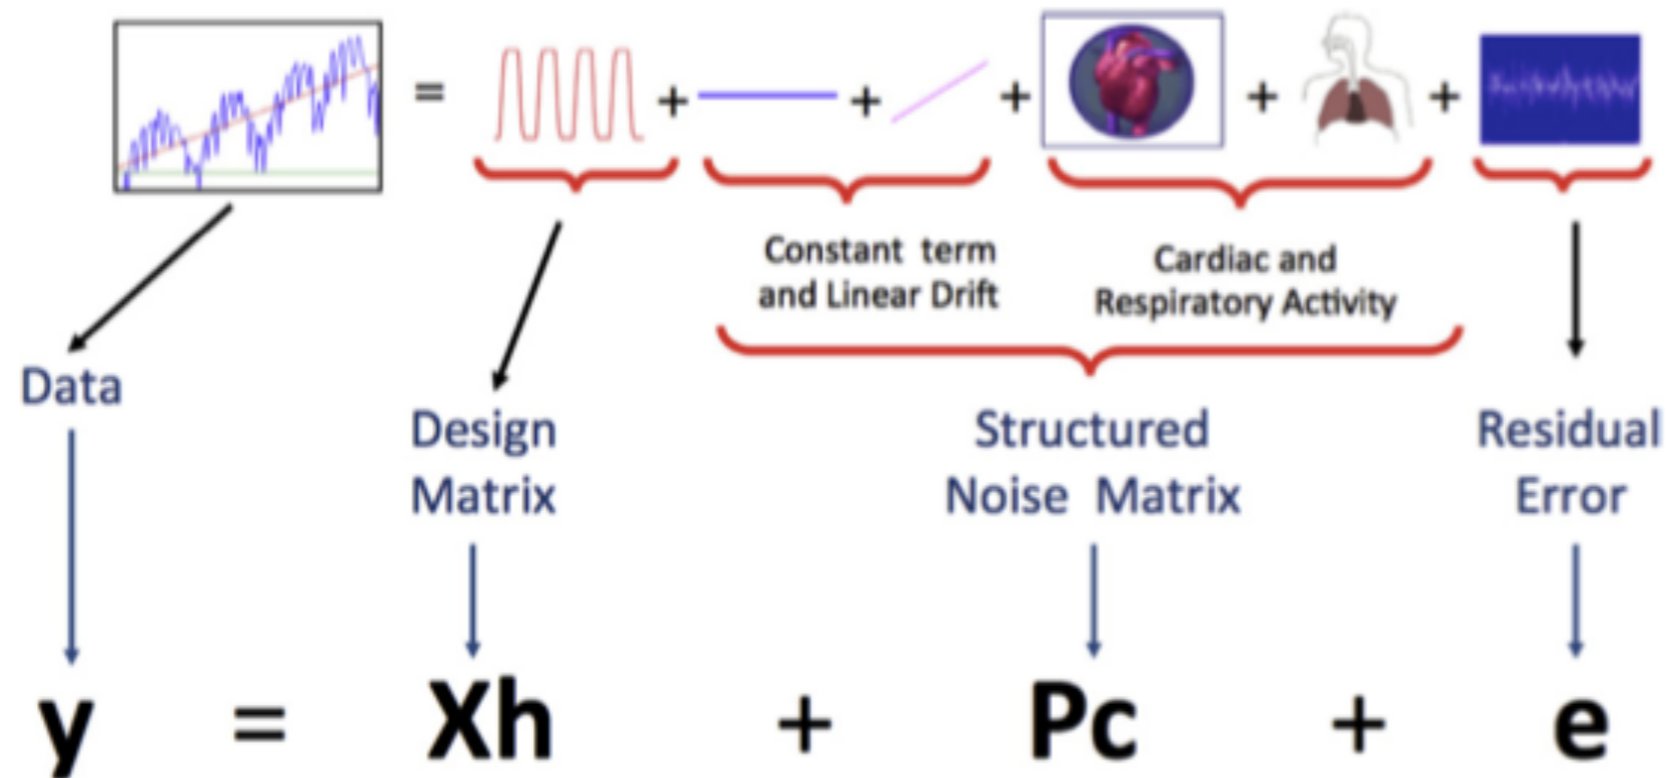 = + + + + +
Constant term
and Linear Drift
Cardiac and
Respiratory Activity
Data
Design
Matrix
Structured
Noise Matrix
Residual
Error
y = Xh + Pc + e